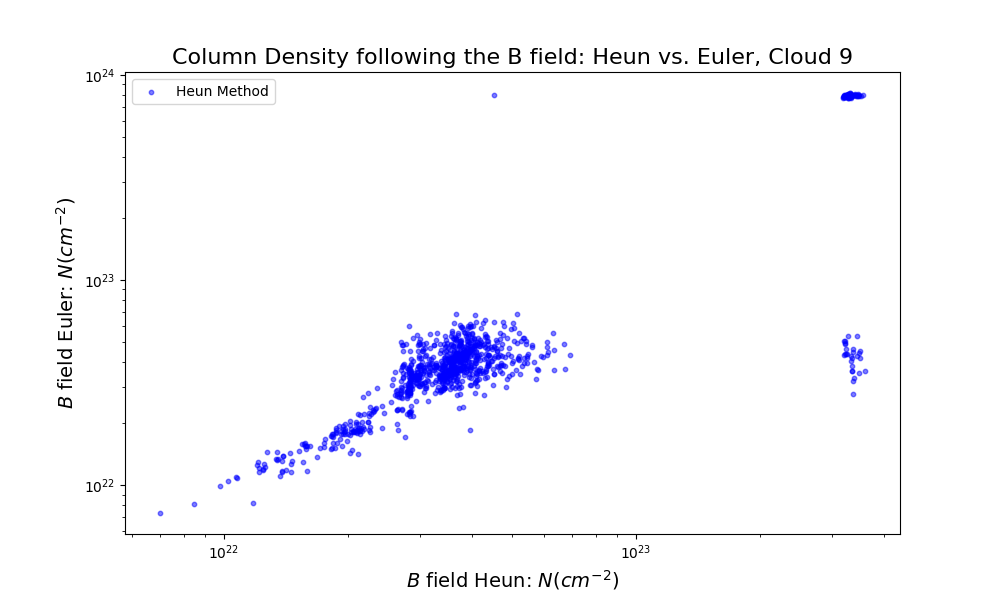 Column Density following the B field: Heun vs. Euler, Cloud 9
Heun Method
10^24
10^23
10^22
B field Euler: N(cm^−2)
10^22
10^23
B field Heun: N(cm^−2)